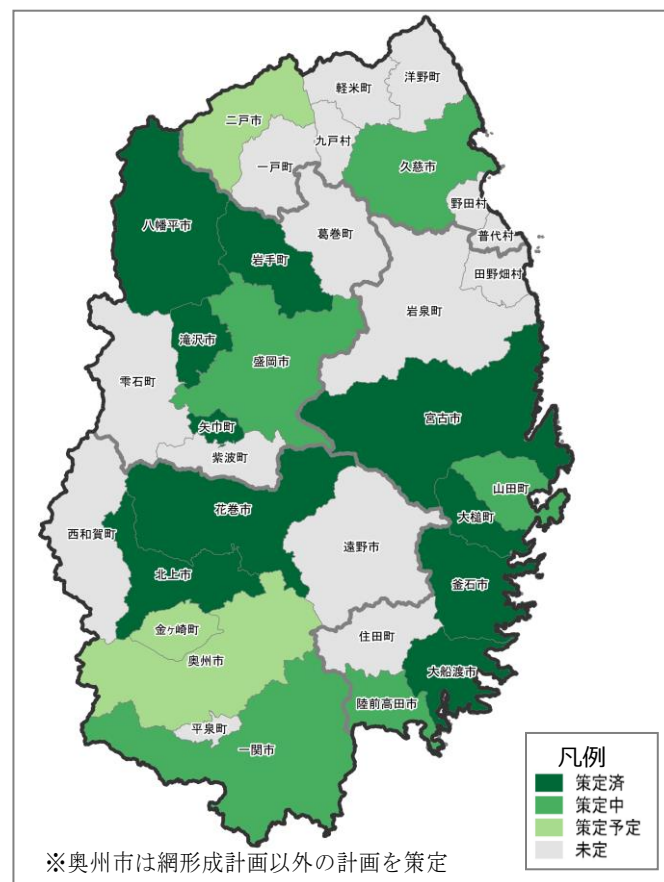 洋野町
軽米町
二戸市
九戸村
一戸町
久慈市
野田村
八幡平市
葛巻町
普代村
岩手町
田野畑村
岩泉町
滝沢市
盛岡市
雫石町
宮古市
矢巾町
紫波町
山田町
花巻市
大槌町
西和賀町
遠野市
北上市
釜石市
金ヶ崎町
住田町
奥州市
大船渡市
陸前高田市
平泉町
一関市
凡例
策定済
策定中
策定予定
未定
※奥州市は網形成計画以外の計画を策定